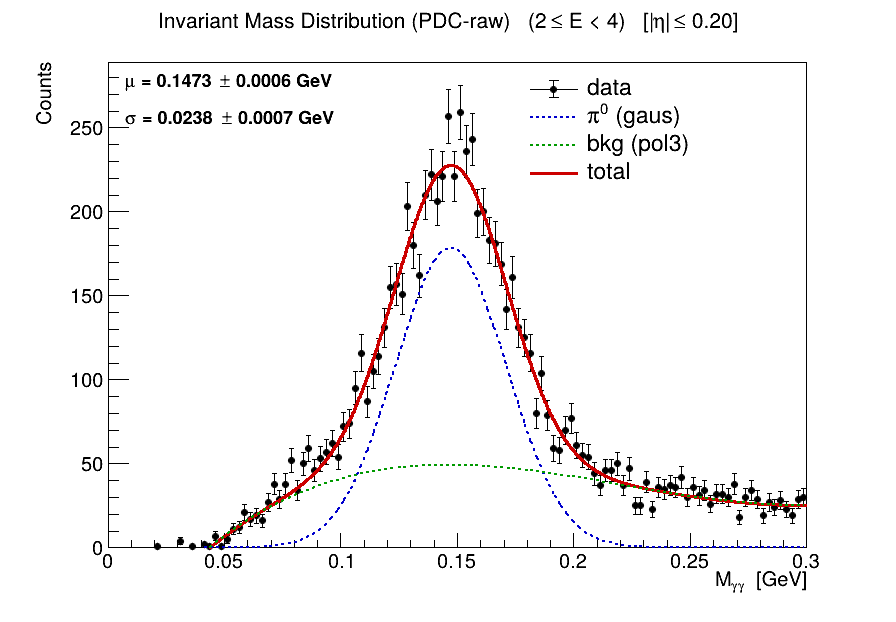 Invariant Mass Distribution (PDC-raw) (2 ≤ E < 4) [|η| ≤ 0.20]
Counts
μ = 0.1473 ± 0.0006 GeV
σ = 0.0238 ± 0.0007 GeV
data
π⁰ (gaus)
bkg (pol3)
total
250
200
150
100
50
0
0 0.05 0.1 0.15 0.2 0.25 0.3
Mγγ [GeV]